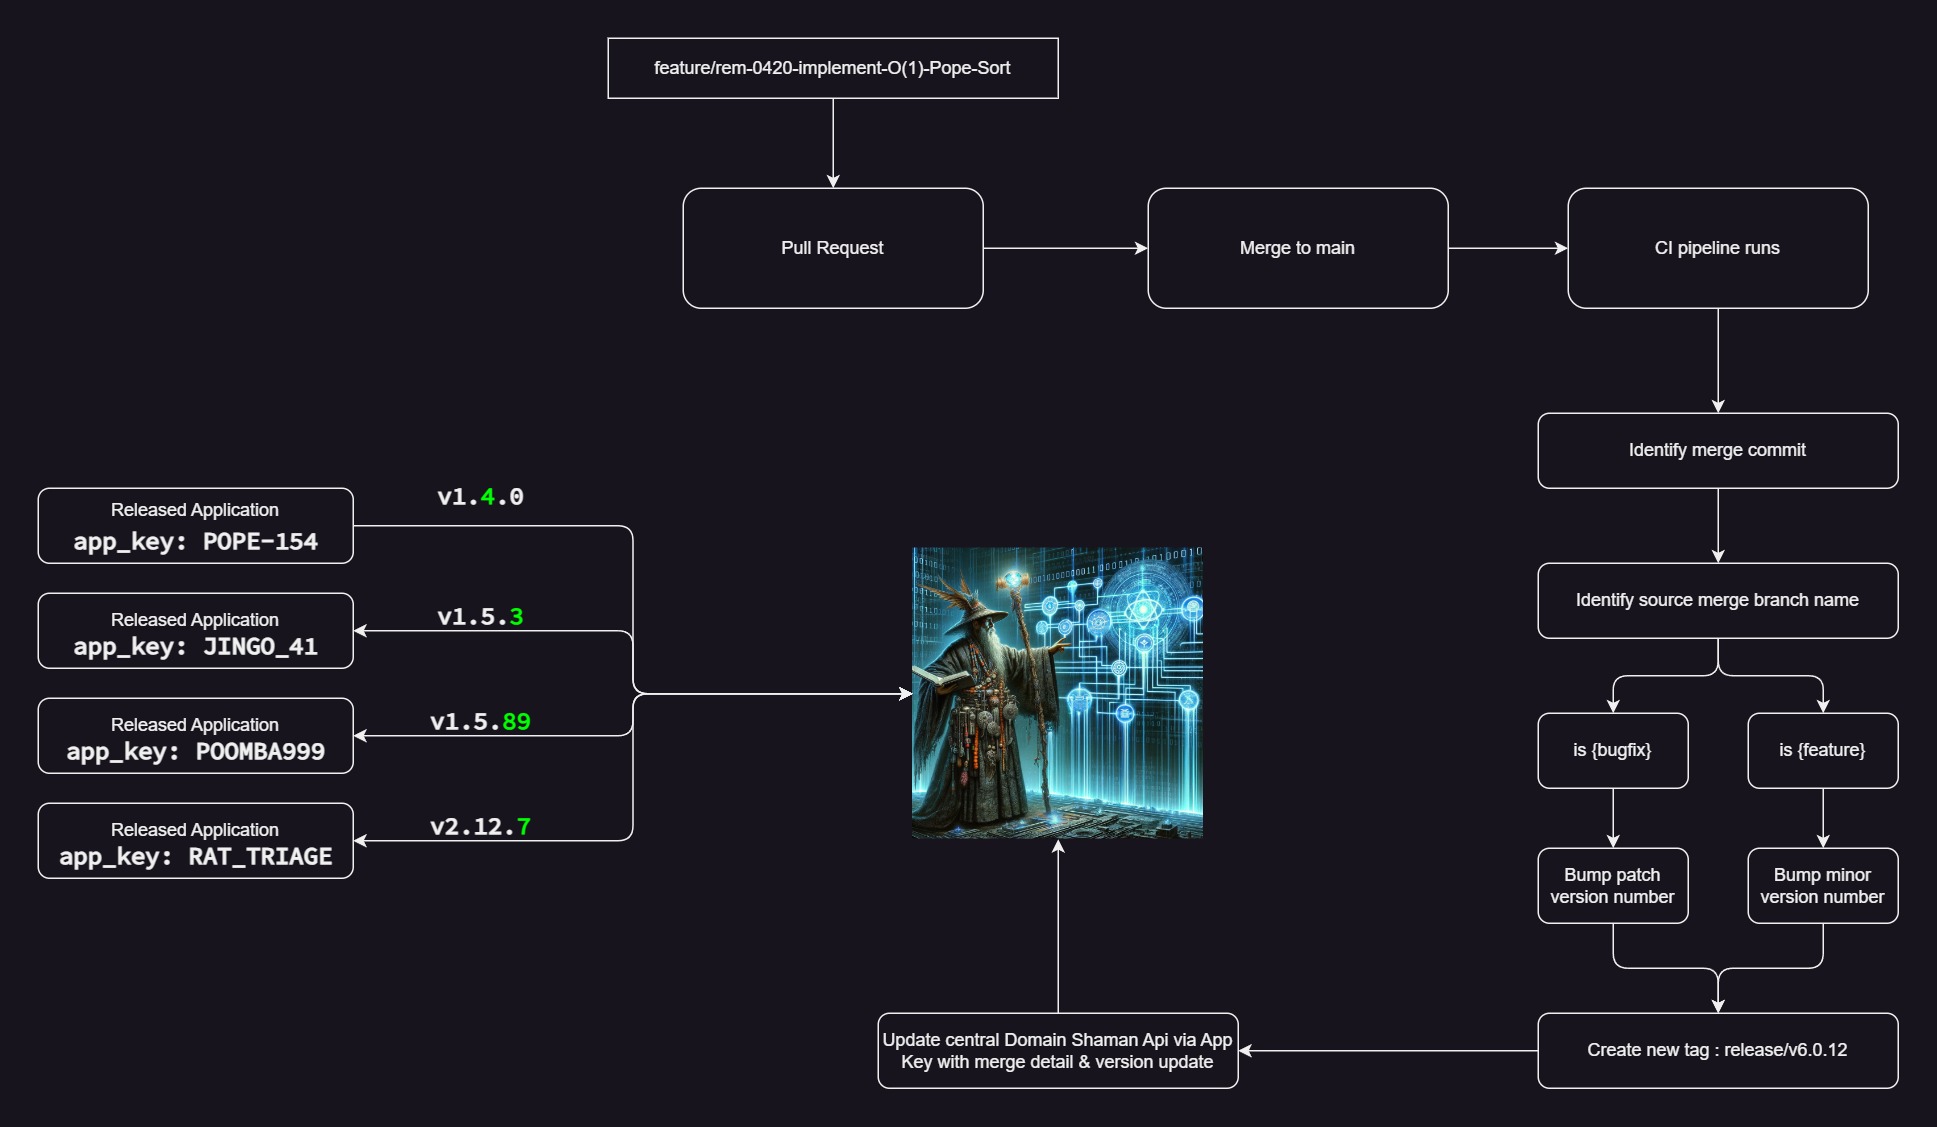 feature/rem-0420-implement-O(1)-Pope-Sort
Pull Request
Merge to main
CI pipeline runs
Identify merge commit
Identify source merge branch name
is {bugfix}
is {feature}
Bump patch
version number
Bump minor
version number
Create new tag : release/v6.0.12
Update central Domain Shaman Api via App
Key with merge detail & version update
Released Application
app_key: POPE-154
v1.4.0
Released Application
app_key: JINGO_41
v1.5.3
Released Application
app_key: POOMBA999
v1.5.89
Released Application
app_key: RAT_TRIAGE
v2.12.7